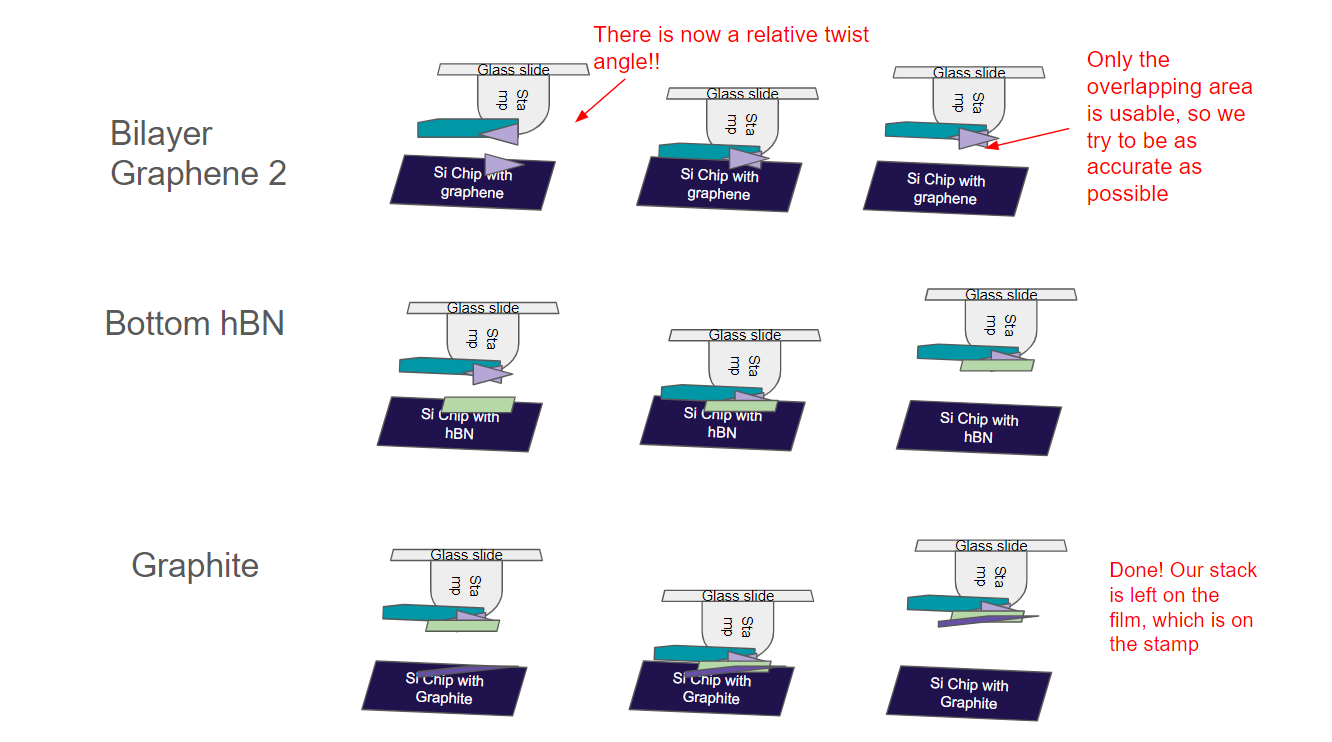 There is now a relative twist
angle!!
Only the
overlapping area
is usable, so we
try to be as
accurate as
possible
Bilayer
Graphene 2
Glass slide
Sta
mp
Si Chip with
graphene
Glass slide
Sta
mp
Si Chip with
graphene
Glass slide
Sta
mp
Si Chip with
graphene
Bottom hBN
Glass slide
Sta
mp
Si Chip with
hBN
Glass slide
Sta
mp
Si Chip with
hBN
Glass slide
Sta
mp
Si Chip with
hBN
Graphite
Glass slide
Sta
mp
Si Chip with
Graphite
Glass slide
Sta
mp
Si Chip with
Graphite
Glass slide
Sta
mp
Si Chip with
Graphite
Done! Our stack
is left on the
film, which is on
the stamp